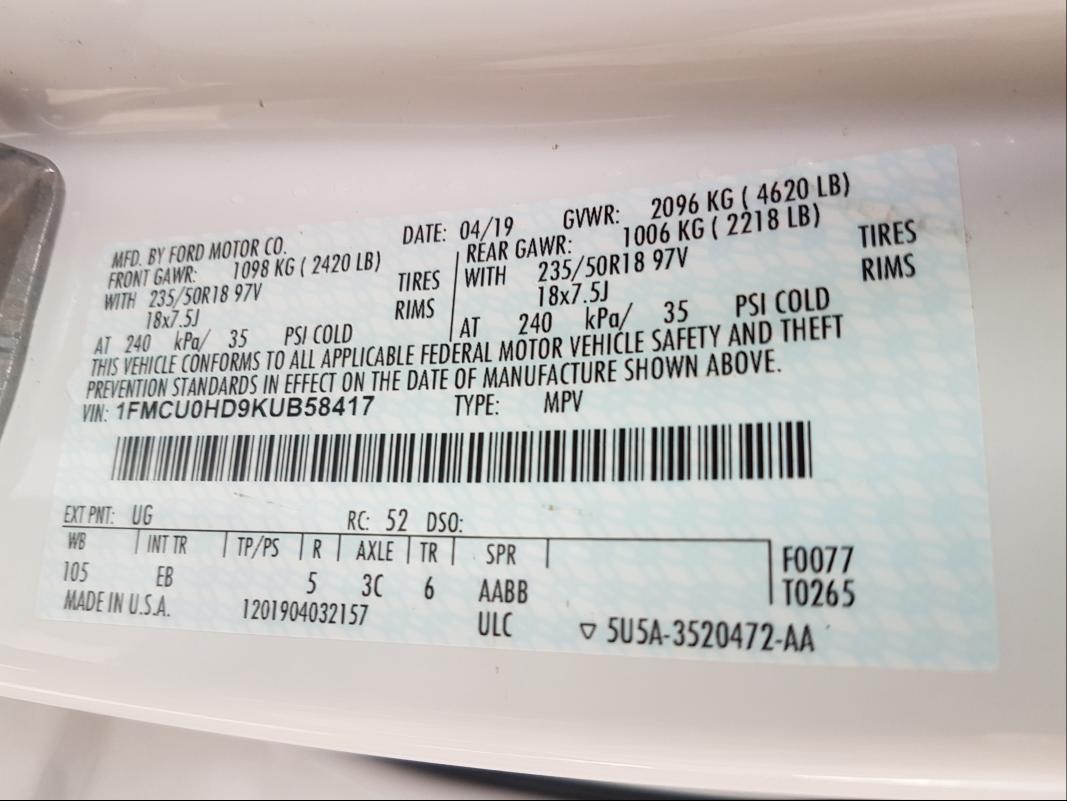 MFD. BY FORD MOTOR CO. DATE: 04/19 GVWR: 2096 KG ( 4620 LB)
FRONT GAWR: 1098 KG ( 2420 LB) REAR GAWR: 1006 KG ( 2218 LB)
WITH 235/50R18 97V TIRES WITH 235/50R18 97V TIRES
18x7.5J RIMS 18x7.5J RIMS
AT 240 kPa/ 35 PSI COLD AT 240 kPa/ 35 PSI COLD
THIS VEHICLE CONFORMS TO ALL APPLICABLE FEDERAL MOTOR VEHICLE SAFETY AND THEFT
PREVENTION STANDARDS IN EFFECT ON THE DATE OF MANUFACTURE SHOWN ABOVE.
VIN: 1FMCU0HD9KUB58417 TYPE: MPV
EXT PNT: UG RC: 52 DSO:
WB INT TR TP/PS R AXLE TR SPR F0077
105 EB 5 3C 6 AABB T0265
MADE IN U.S.A. 1201904032157 ULC ▽ 5U5A-3520472-AA